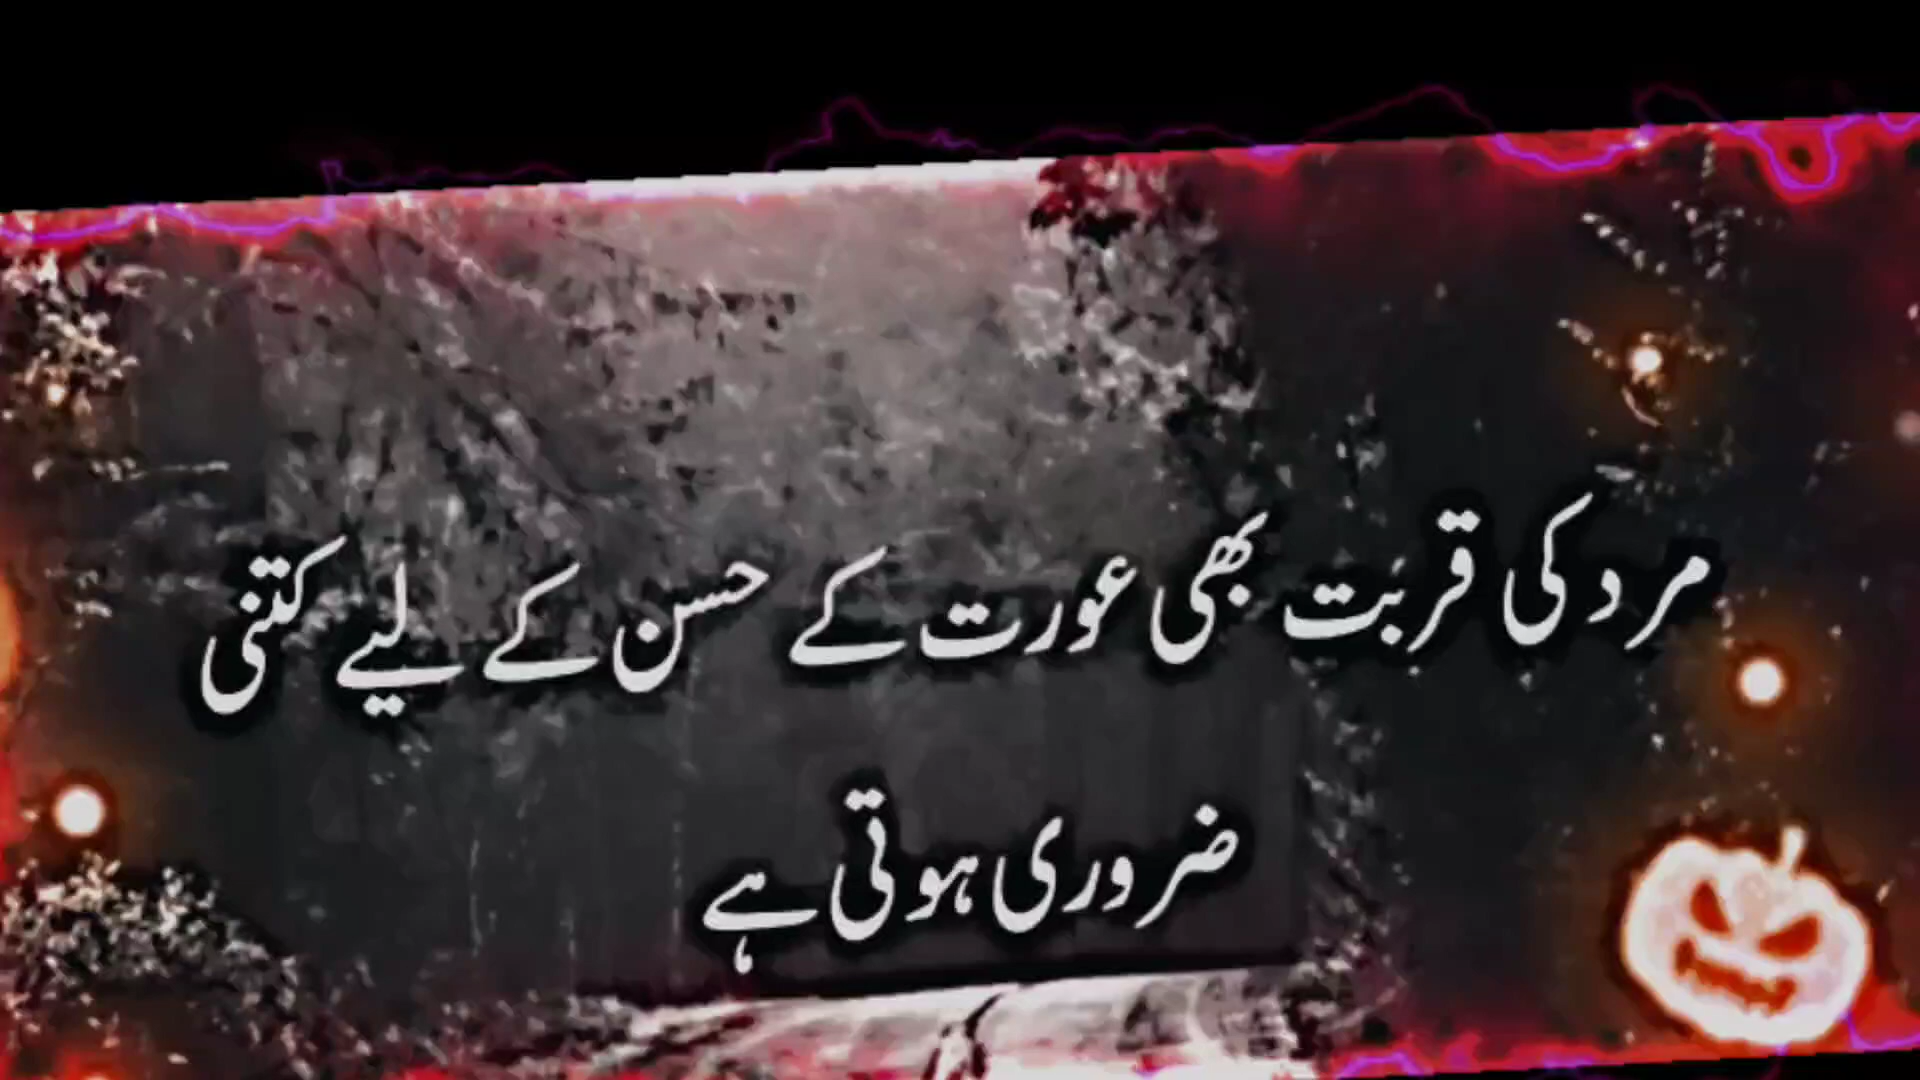 مرد کی قربت بھی عورت کے حسن کے لیے کتنی
ضروری ہوتی ہے